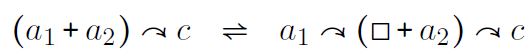 (a₁ + a₂) ↷ c ⇌ a₁ ↷ (□ + a₂) ↷ c